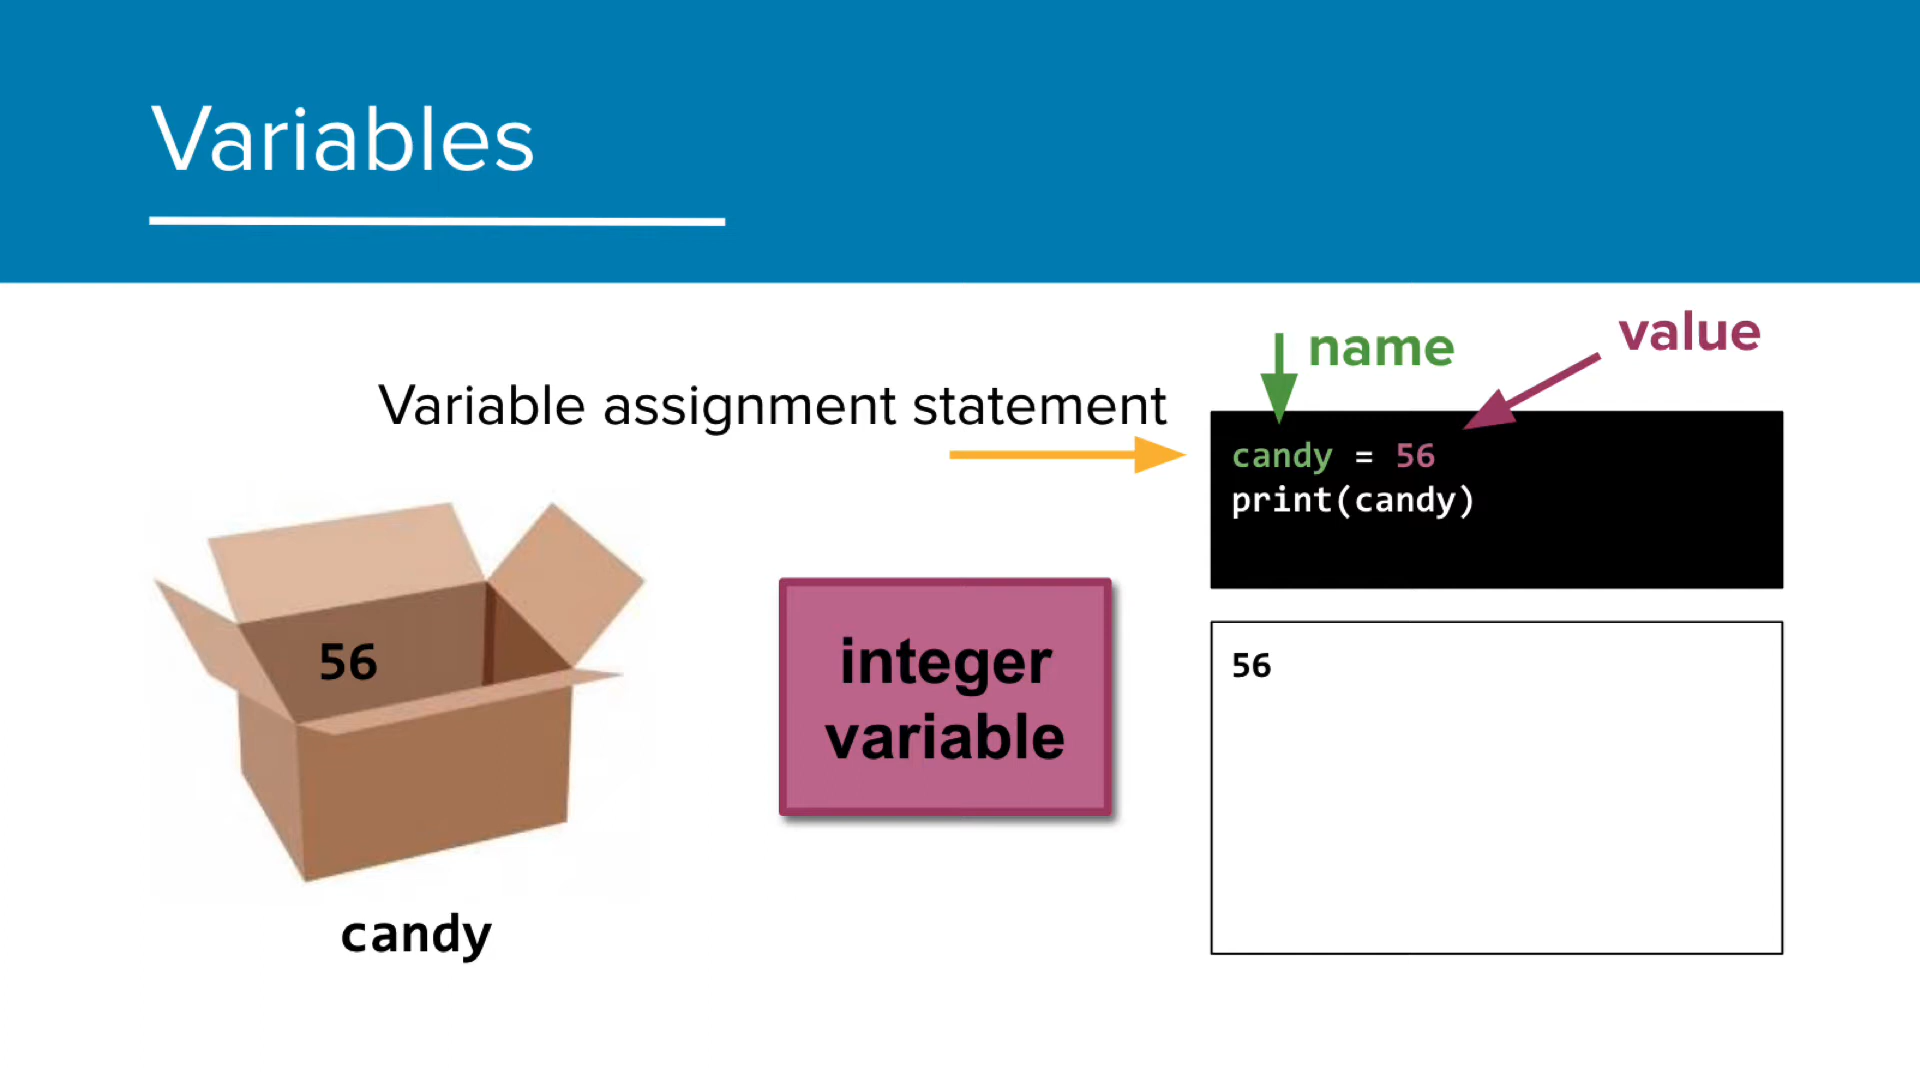 Variables
name
value
Variable assignment statement
candy = 56
print(candy)
56
integer
variable
56
candy